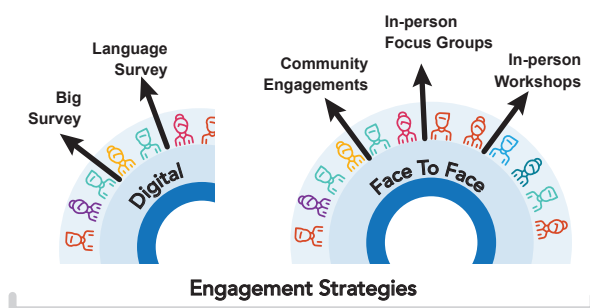 Language
Survey
Big
Survey
Digital
In-person
Focus Groups
Community
Engagements
In-person
Workshops
Face To Face
Engagement Strategies